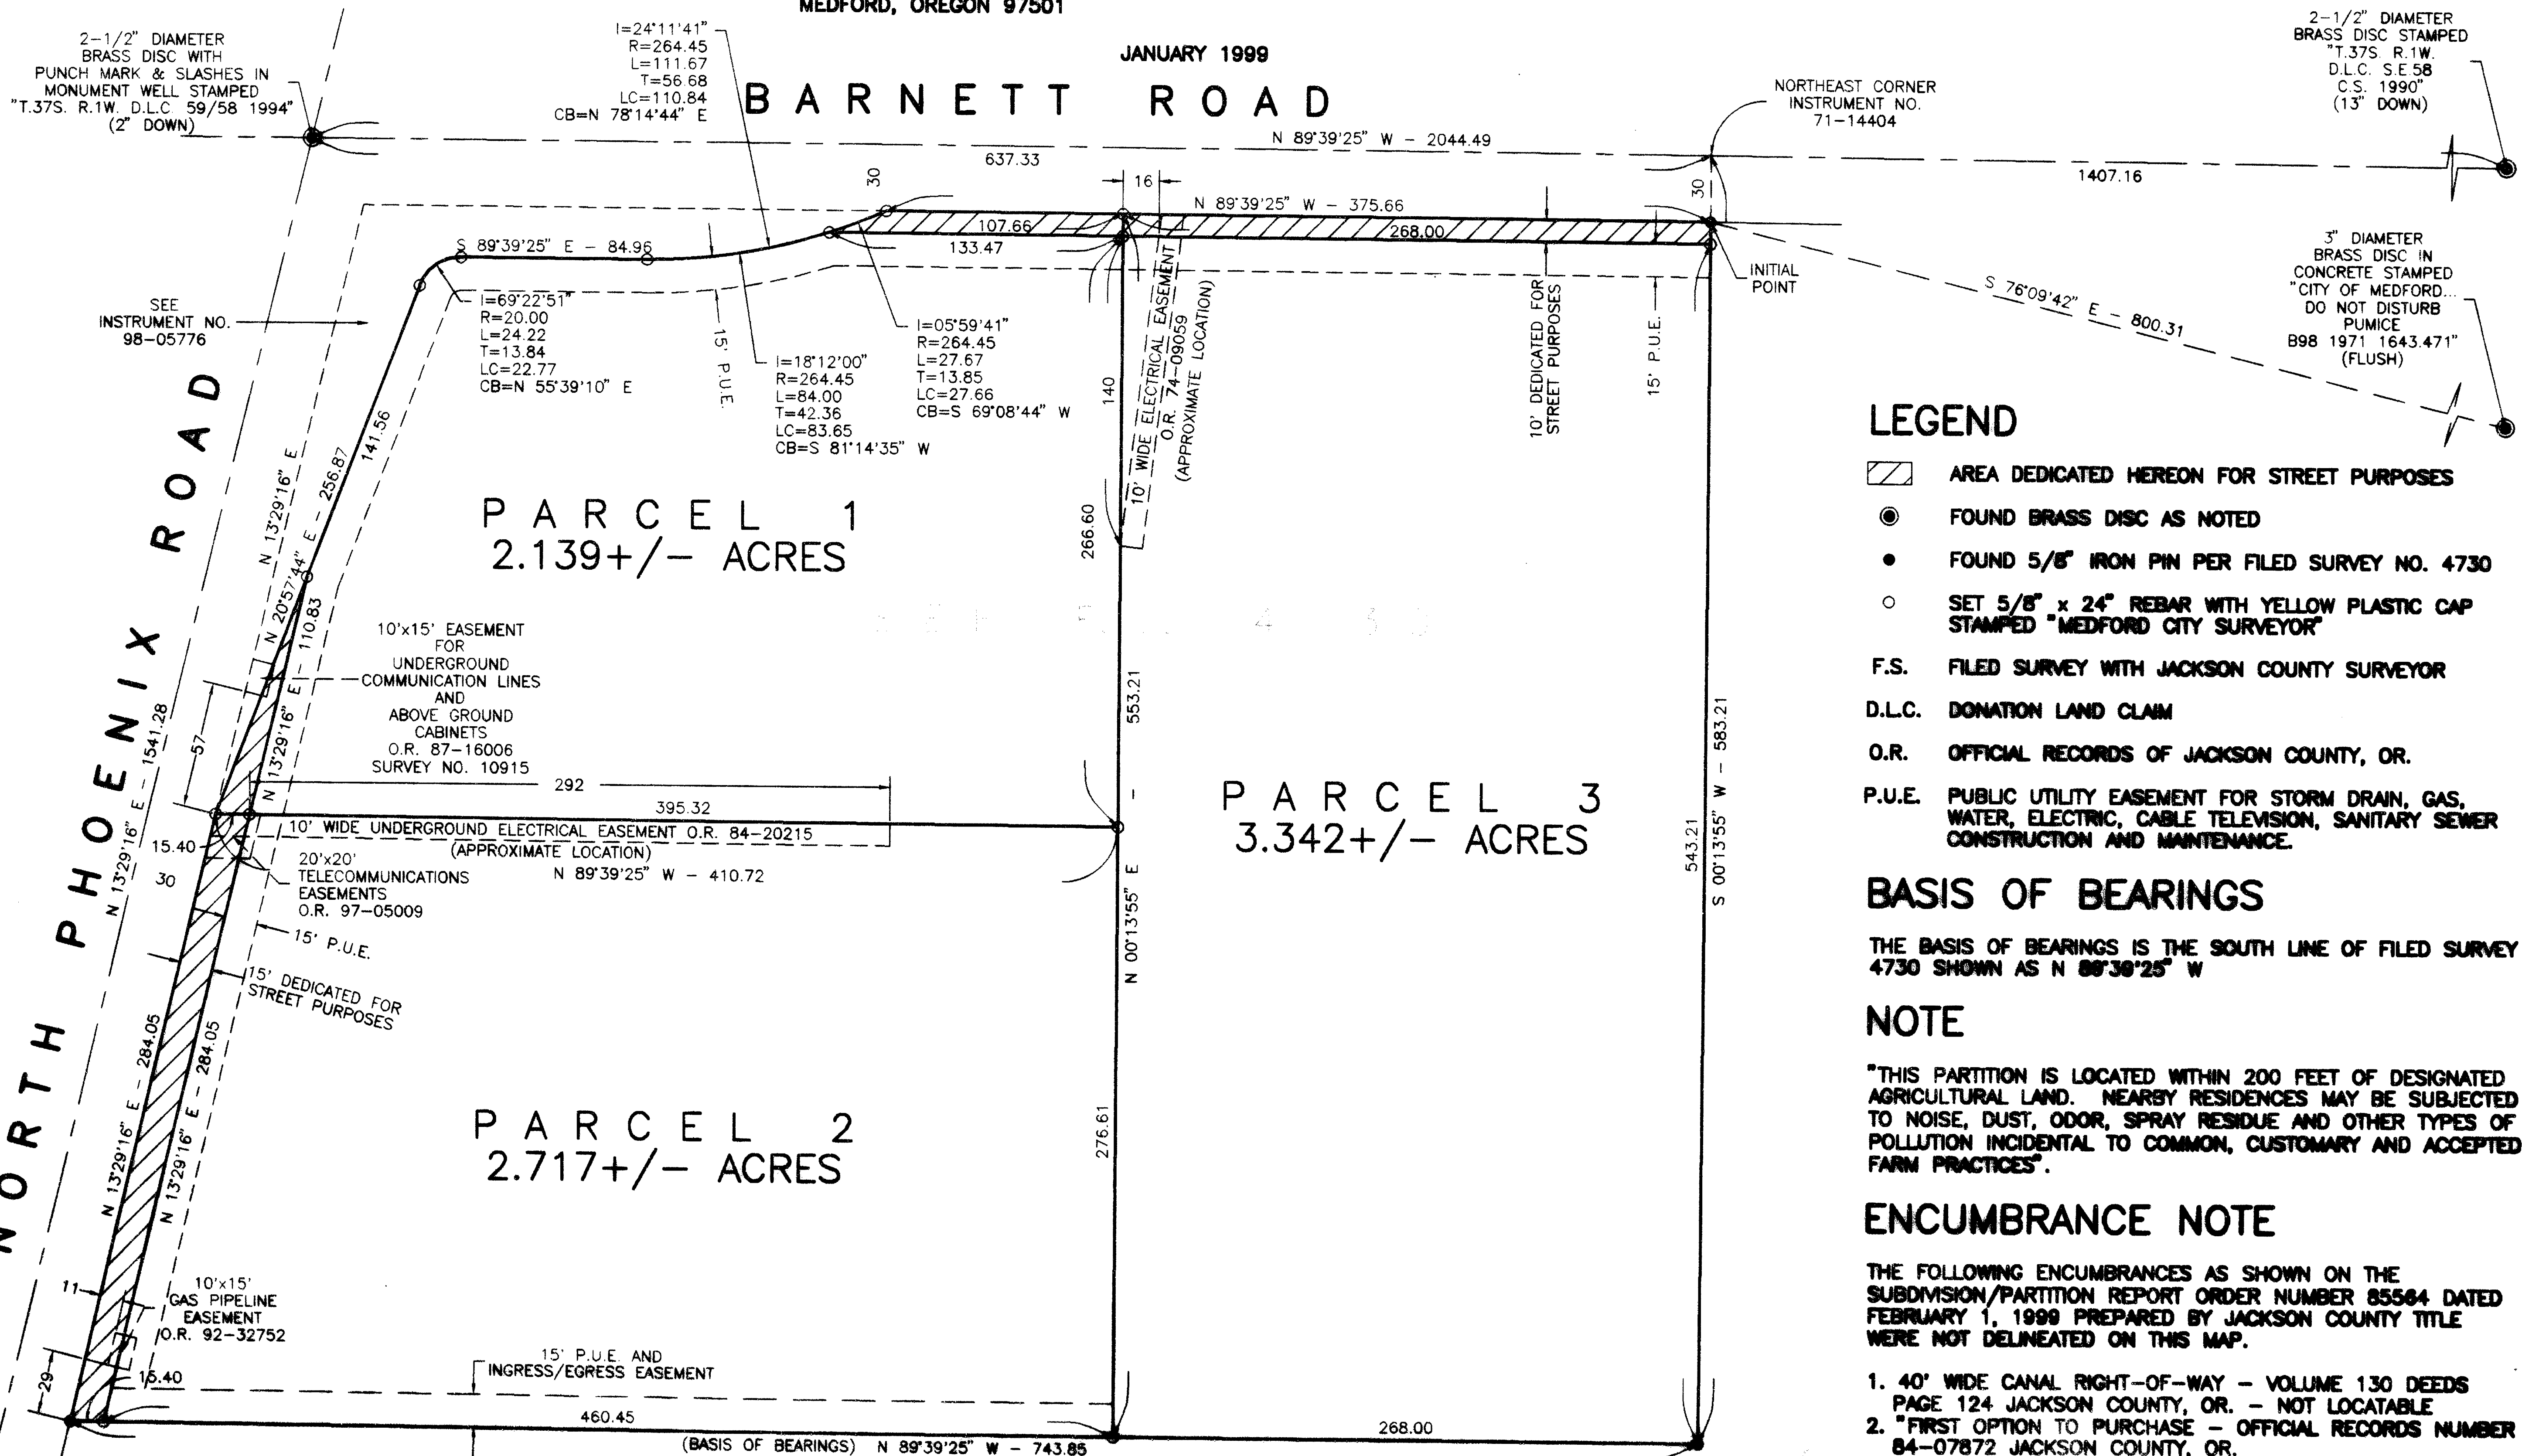 MEDFORD, OREGON 97501
JANUARY 1999
BARNETT ROAD
2-1/2" DIAMETER
BRASS DISC WITH
PUNCH MARK & SLASHES IN
MONUMENT WELL STAMPED
"T.37S. R.1W. D.L.C. 59/58 1994"
(2" DOWN)
I=24°11'41"
R=264.45
L=111.67
T=56.68
LC=110.84
CB=N 78°14'44" E
NORTHEAST CORNER
INSTRUMENT NO.
71-14404
2-1/2" DIAMETER
BRASS DISC STAMPED
"T.37S. R.1W.
D.L.C. S.E.58
C.S. 1990"
(13" DOWN)
N 89°39'25" W - 2044.49
637.33
1407.16
30
16
30
N 89°39'25" W - 375.66
107.66
268.00
133.47
S 89°39'25" E - 84.96
SEE
INSTRUMENT NO.
98-05776
I=69°22'51"
R=20.00
L=24.22
T=13.84
LC=22.77
CB=N 55°39'10" E
15' P.U.E.
I=18°12'00"
R=264.45
L=84.00
T=42.36
LC=83.65
CB=S 81°14'35" W
I=05°59'41"
R=264.45
L=27.67
T=13.85
LC=27.66
CB=S 69°08'44" W
140
10' WIDE ELECTRICAL EASEMENT
O.R. 74-09059
(APPROXIMATE LOCATION)
10' DEDICATED FOR
STREET PURPOSES
15' P.U.E.
INITIAL
POINT
S 76°09'42" E - 800.31
3" DIAMETER
BRASS DISC IN
CONCRETE STAMPED
"CITY OF MEDFORD...
DO NOT DISTURB
PUMICE
B98 1971 1643.471"
(FLUSH)
NORTH PHOENIX ROAD
N 13°29'16" E - 1541.28
N 13°29'16" E
141.56
N 20°57'44" E - 256.87
N 13°29'16" E - 110.83
PARCEL 1
2.139+/- ACRES
266.60
10'x15' EASEMENT
FOR
UNDERGROUND
COMMUNICATION LINES
AND
ABOVE GROUND
CABINETS
O.R. 87-16006
SURVEY NO. 10915
57
292
395.32
10' WIDE UNDERGROUND ELECTRICAL EASEMENT O.R. 84-20215
(APPROXIMATE LOCATION)
N 89°39'25" W - 410.72
15.40
30
20'x20'
TELECOMMUNICATIONS
EASEMENTS
O.R. 97-05009
15' P.U.E.
15' DEDICATED FOR
STREET PURPOSES
N 00°13'55" E - 553.21
PARCEL 3
3.342+/- ACRES
543.21
S 00°13'55" W - 583.21
N 13°29'16" E - 284.05
N 13°29'16" E - 284.05
PARCEL 2
2.717+/- ACRES
276.61
11
10'x15'
GAS PIPELINE
EASEMENT
O.R. 92-32752
29
15.40
15' P.U.E. AND
INGRESS/EGRESS EASEMENT
460.45
268.00
(BASIS OF BEARINGS) N 89°39'25" W - 743.85
LEGEND
AREA DEDICATED HEREON FOR STREET PURPOSES
FOUND BRASS DISC AS NOTED
FOUND 5/8" IRON PIN PER FILED SURVEY NO. 4730
SET 5/8" x 24" REBAR WITH YELLOW PLASTIC CAP
STAMPED "MEDFORD CITY SURVEYOR"
F.S. FILED SURVEY WITH JACKSON COUNTY SURVEYOR
D.L.C. DONATION LAND CLAIM
O.R. OFFICIAL RECORDS OF JACKSON COUNTY, OR.
P.U.E. PUBLIC UTILITY EASEMENT FOR STORM DRAIN, GAS,
WATER, ELECTRIC, CABLE TELEVISION, SANITARY SEWER
CONSTRUCTION AND MAINTENANCE.
BASIS OF BEARINGS
THE BASIS OF BEARINGS IS THE SOUTH LINE OF FILED SURVEY
4730 SHOWN AS N 89°39'25" W
NOTE
"THIS PARTITION IS LOCATED WITHIN 200 FEET OF DESIGNATED
AGRICULTURAL LAND. NEARBY RESIDENCES MAY BE SUBJECTED
TO NOISE, DUST, ODOR, SPRAY RESIDUE AND OTHER TYPES OF
POLLUTION INCIDENTAL TO COMMON, CUSTOMARY AND ACCEPTED
FARM PRACTICES".
ENCUMBRANCE NOTE
THE FOLLOWING ENCUMBRANCES AS SHOWN ON THE
SUBDIVISION/PARTITION REPORT ORDER NUMBER 85564 DATED
FEBRUARY 1, 1999 PREPARED BY JACKSON COUNTY TITLE
WERE NOT DELINEATED ON THIS MAP.
1. 40' WIDE CANAL RIGHT-OF-WAY - VOLUME 130 DEEDS
PAGE 124 JACKSON COUNTY, OR. - NOT LOCATABLE
2. "FIRST OPTION TO PURCHASE - OFFICIAL RECORDS NUMBER
84-07872 JACKSON COUNTY, OR.